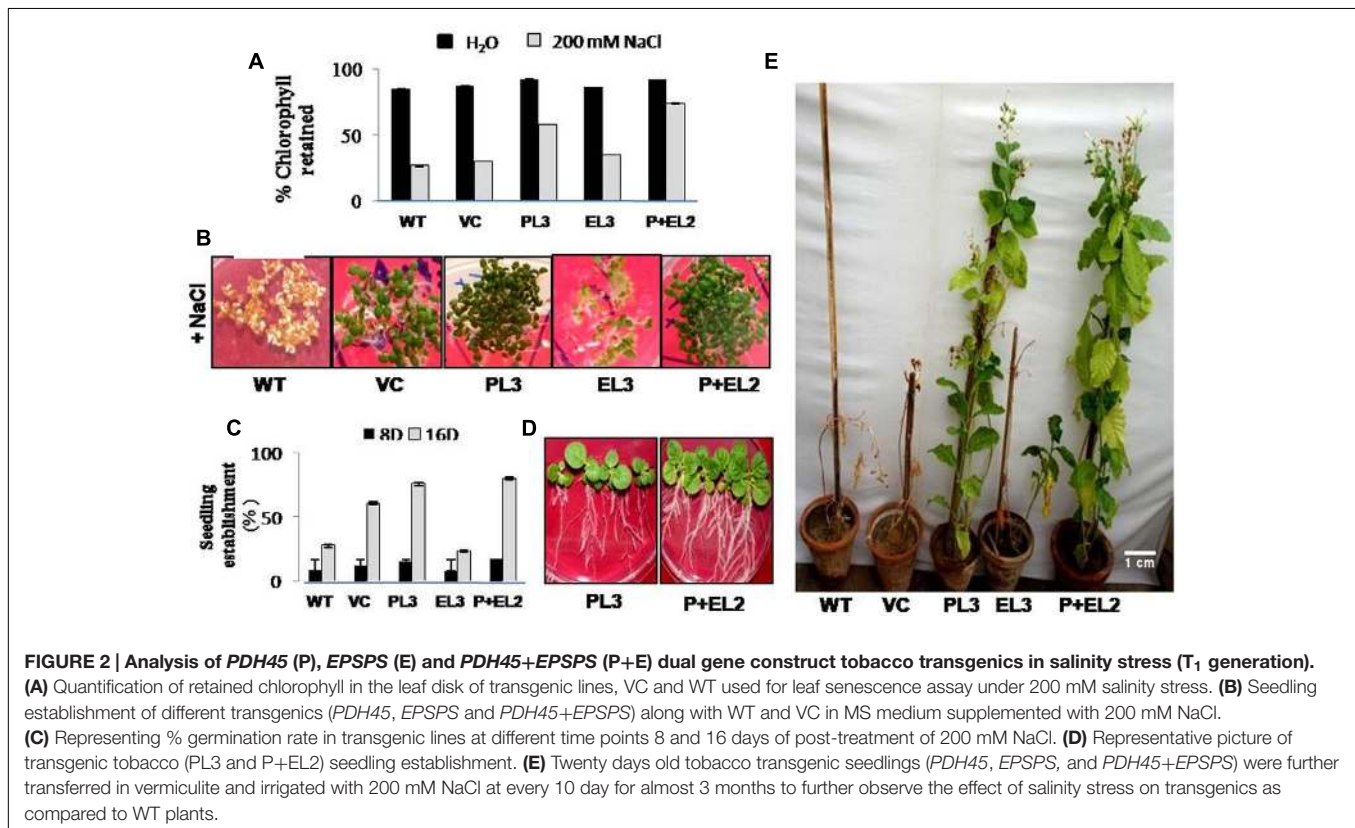 H₂O 200 mM NaCl
A
E
100
50
0
% Chlorophyll
retained
WT VC PL3 EL3 P+EL2
B
+ NaCl
WT VC PL3 EL3 P+EL2
C
8D 16D
D
100
50
0
Seedling
establishment
(%)
WT VC PL3 EL3 P+EL2
PL3 P+EL2
1 cm
WT VC PL3 EL3 P+EL2
FIGURE 2 | Analysis of PDH45 (P), EPSPS (E) and PDH45+EPSPS (P+E) dual gene construct tobacco transgenics in salinity stress (T₁ generation).
(A) Quantification of retained chlorophyll in the leaf disk of transgenic lines, VC and WT used for leaf senescence assay under 200 mM salinity stress. (B) Seedling
establishment of different transgenics (PDH45, EPSPS and PDH45+EPSPS) along with WT and VC in MS medium supplemented with 200 mM NaCl.
(C) Representing % germination rate in transgenic lines at different time points 8 and 16 days of post-treatment of 200 mM NaCl. (D) Representative picture of
transgenic tobacco (PL3 and P+EL2) seedling establishment. (E) Twenty days old tobacco transgenic seedlings (PDH45, EPSPS, and PDH45+EPSPS) were further
transferred in vermiculite and irrigated with 200 mM NaCl at every 10 day for almost 3 months to further observe the effect of salinity stress on transgenics as
compared to WT plants.